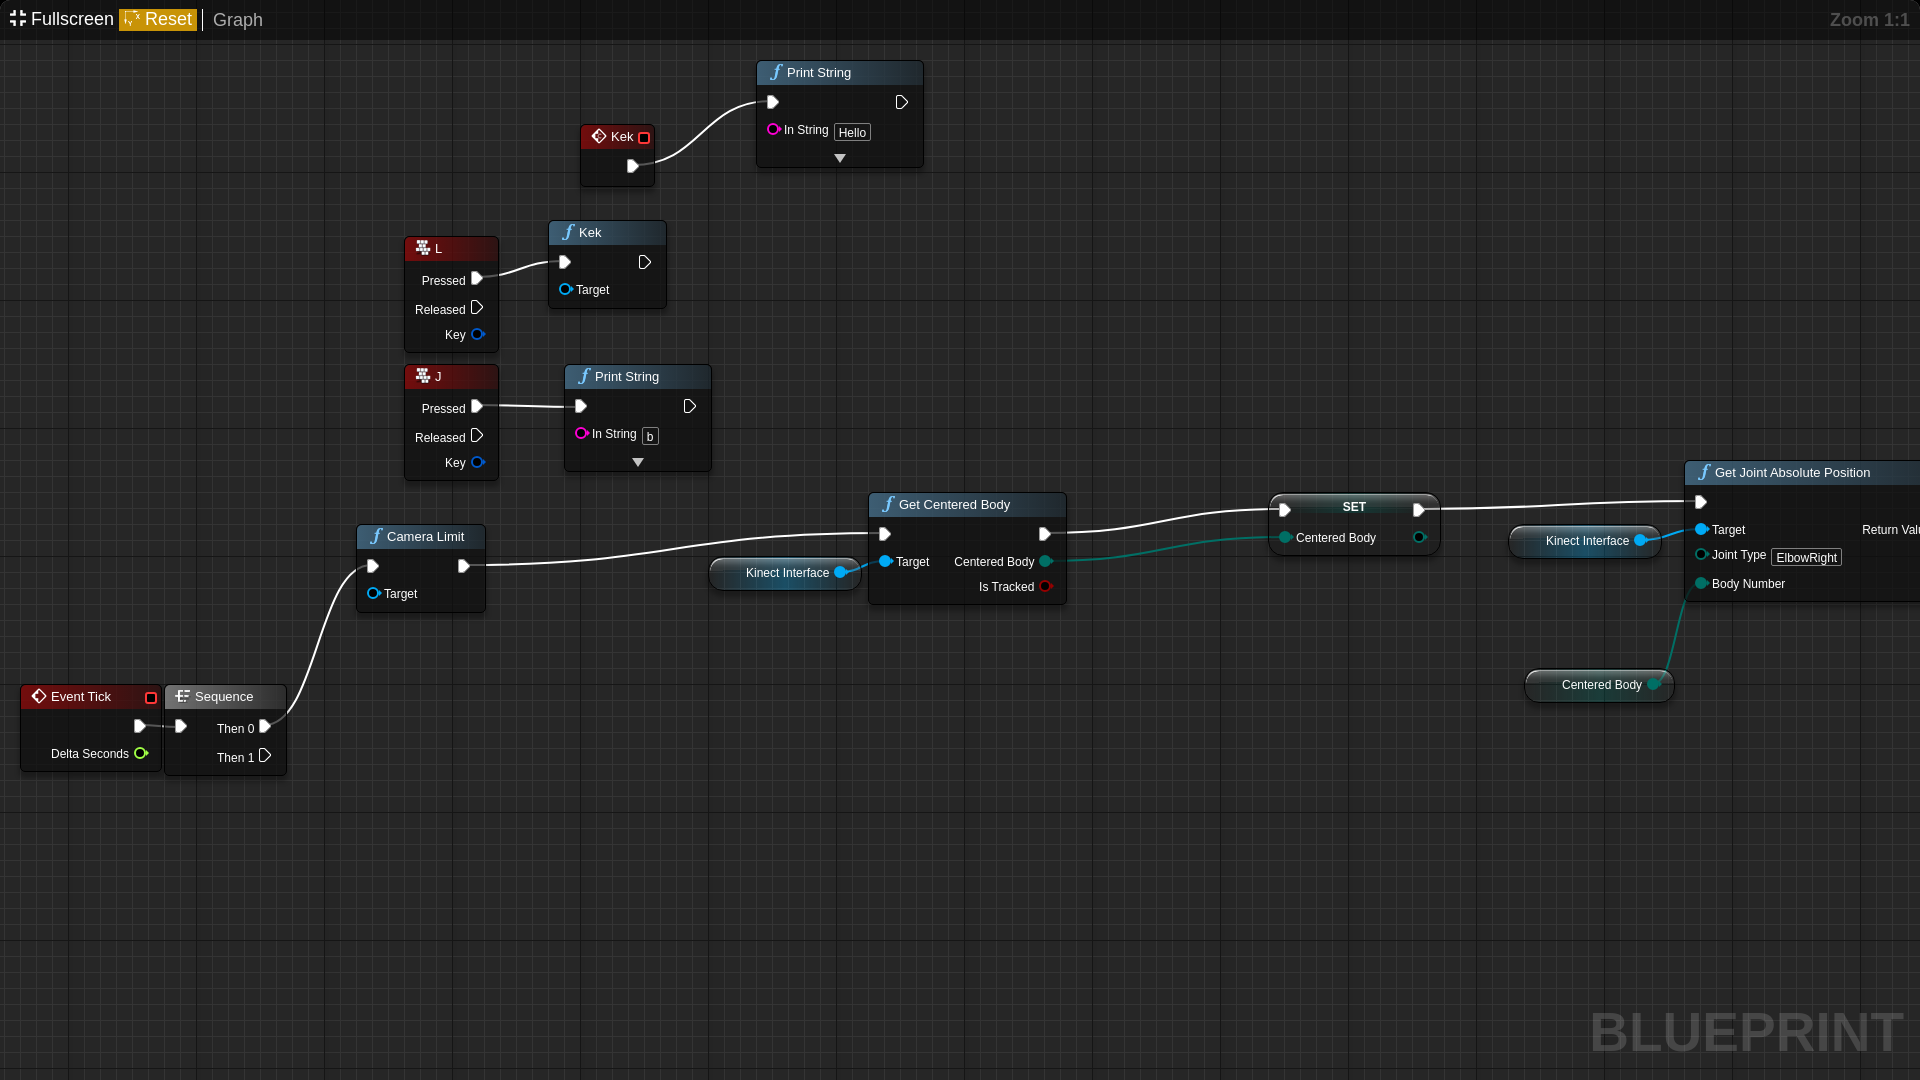 Fullscreen Reset Graph
Zoom 1:1
Print String
In String Hello
Kek
Kek
Target
L
Pressed
Released
Key
J
Pressed
Released
Key
Print String
In String b
Get Centered Body
Target Centered Body
Is Tracked
Kinect Interface
SET
Centered Body
Get Joint Absolute Position
Target Return Valu
Joint Type ElbowRight
Body Number
Kinect Interface
Centered Body
Camera Limit
Target
Event Tick
Delta Seconds
Sequence
Then 0
Then 1
BLUEPRINT